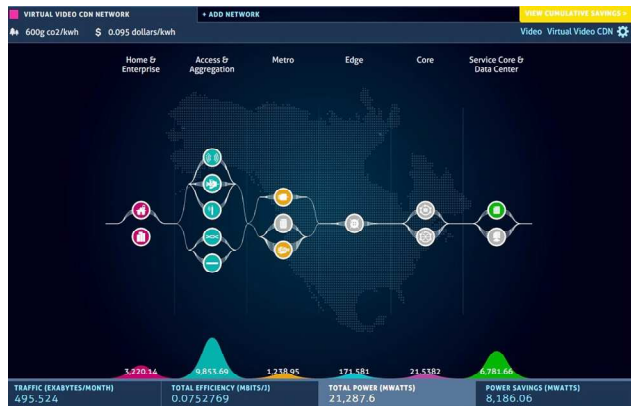 VIRTUAL VIDEO CDN NETWORK
+ ADD NETWORK
VIEW CUMULATIVE SAVINGS
600g co2/kwh $ 0.095 dollars/kwh
Video Virtual Video CDN
Home &
Enterprise
Access &
Aggregation
Metro
Edge
Core
Service Core &
Data Center
3,220.14
9,853.69
1,238.95
171.581
21.5382
6,781.66
TRAFFIC (EXABYTES/MONTH)
495.524
TOTAL EFFICIENCY (MBITS/J)
0.0752769
TOTAL POWER (MWATTS)
21,287.6
POWER SAVINGS (MWATTS)
8,186.06